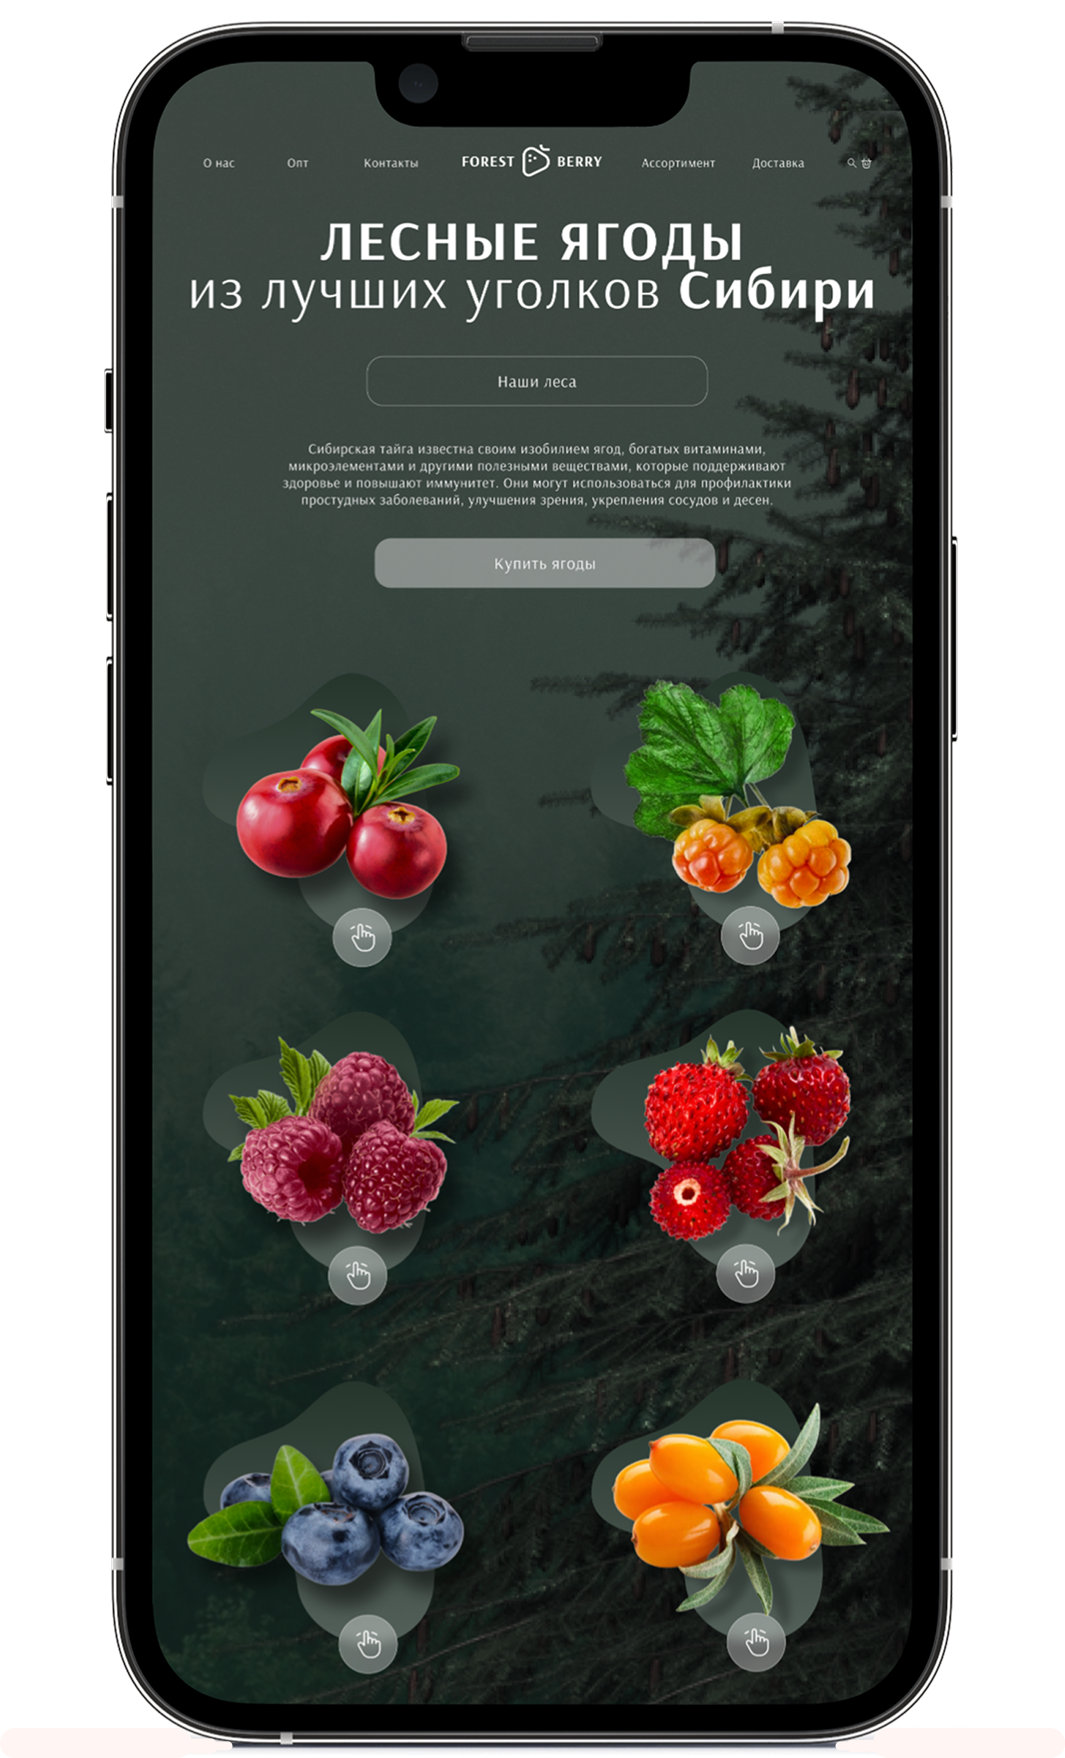 О нас Опт Контакты FOREST BERRY Ассортимент Доставка
ЛЕСНЫЕ ЯГОДЫ
из лучших уголков Сибири
Наши леса
Сибирская тайга известна своим изобилием ягод, богатых витаминами,
микроэлементами и другими полезными веществами, которые поддерживают
здоровье и повышают иммунитет. Они могут использоваться для профилактики
простудных заболеваний, улучшения зрения, укрепления сосудов и десен.
Купить ягоды